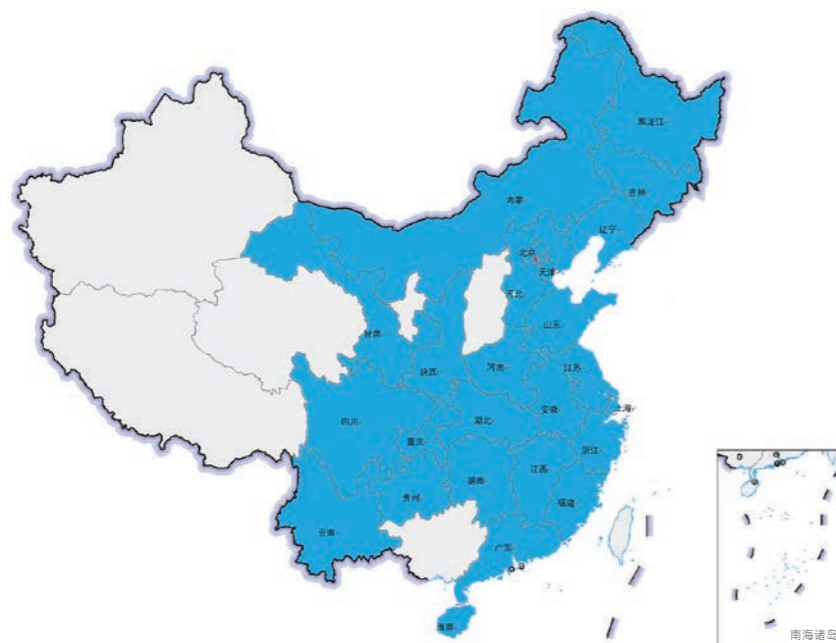 黑龙江
吉林
内蒙
辽宁
北京
天津
河北
山东
甘肃
陕西
河南
江苏
安徽
上海
四川
湖北
重庆
浙江
江西
湖南
贵州
福建
云南
广东
海南
南海诸岛